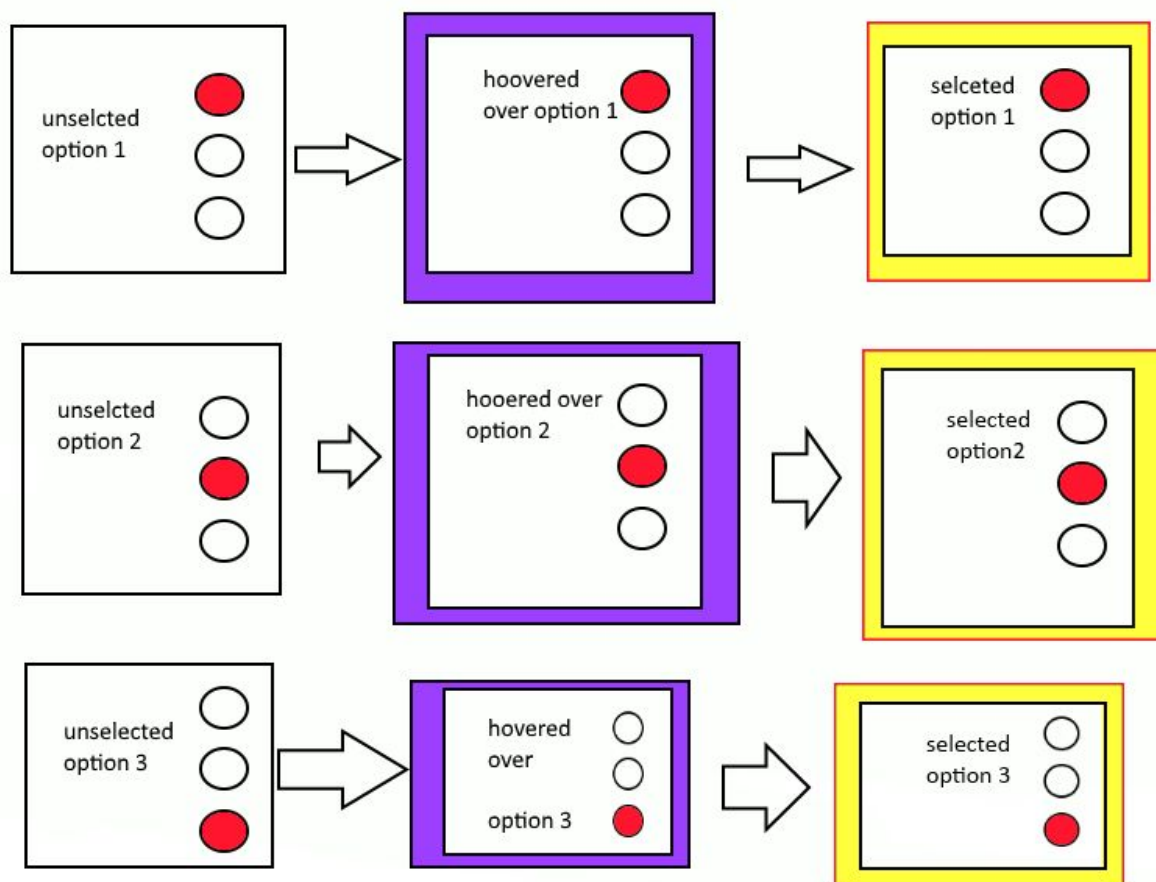 unselcted
option 1
hoovered
over option 1
selceted
option 1
unselcted
option 2
hooered over
option 2
selected
option2
unselected
option 3
hovered
over
option 3
selected
option 3